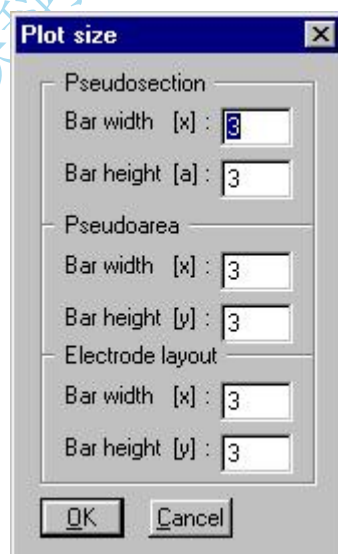 Plot size
Pseudosection
Bar width [x] : 3
Bar height [a] : 3
Pseudoarea
Bar width [x] : 3
Bar height [y] : 3
Electrode layout
Bar width [x] : 3
Bar height [y] : 3
OK Cancel